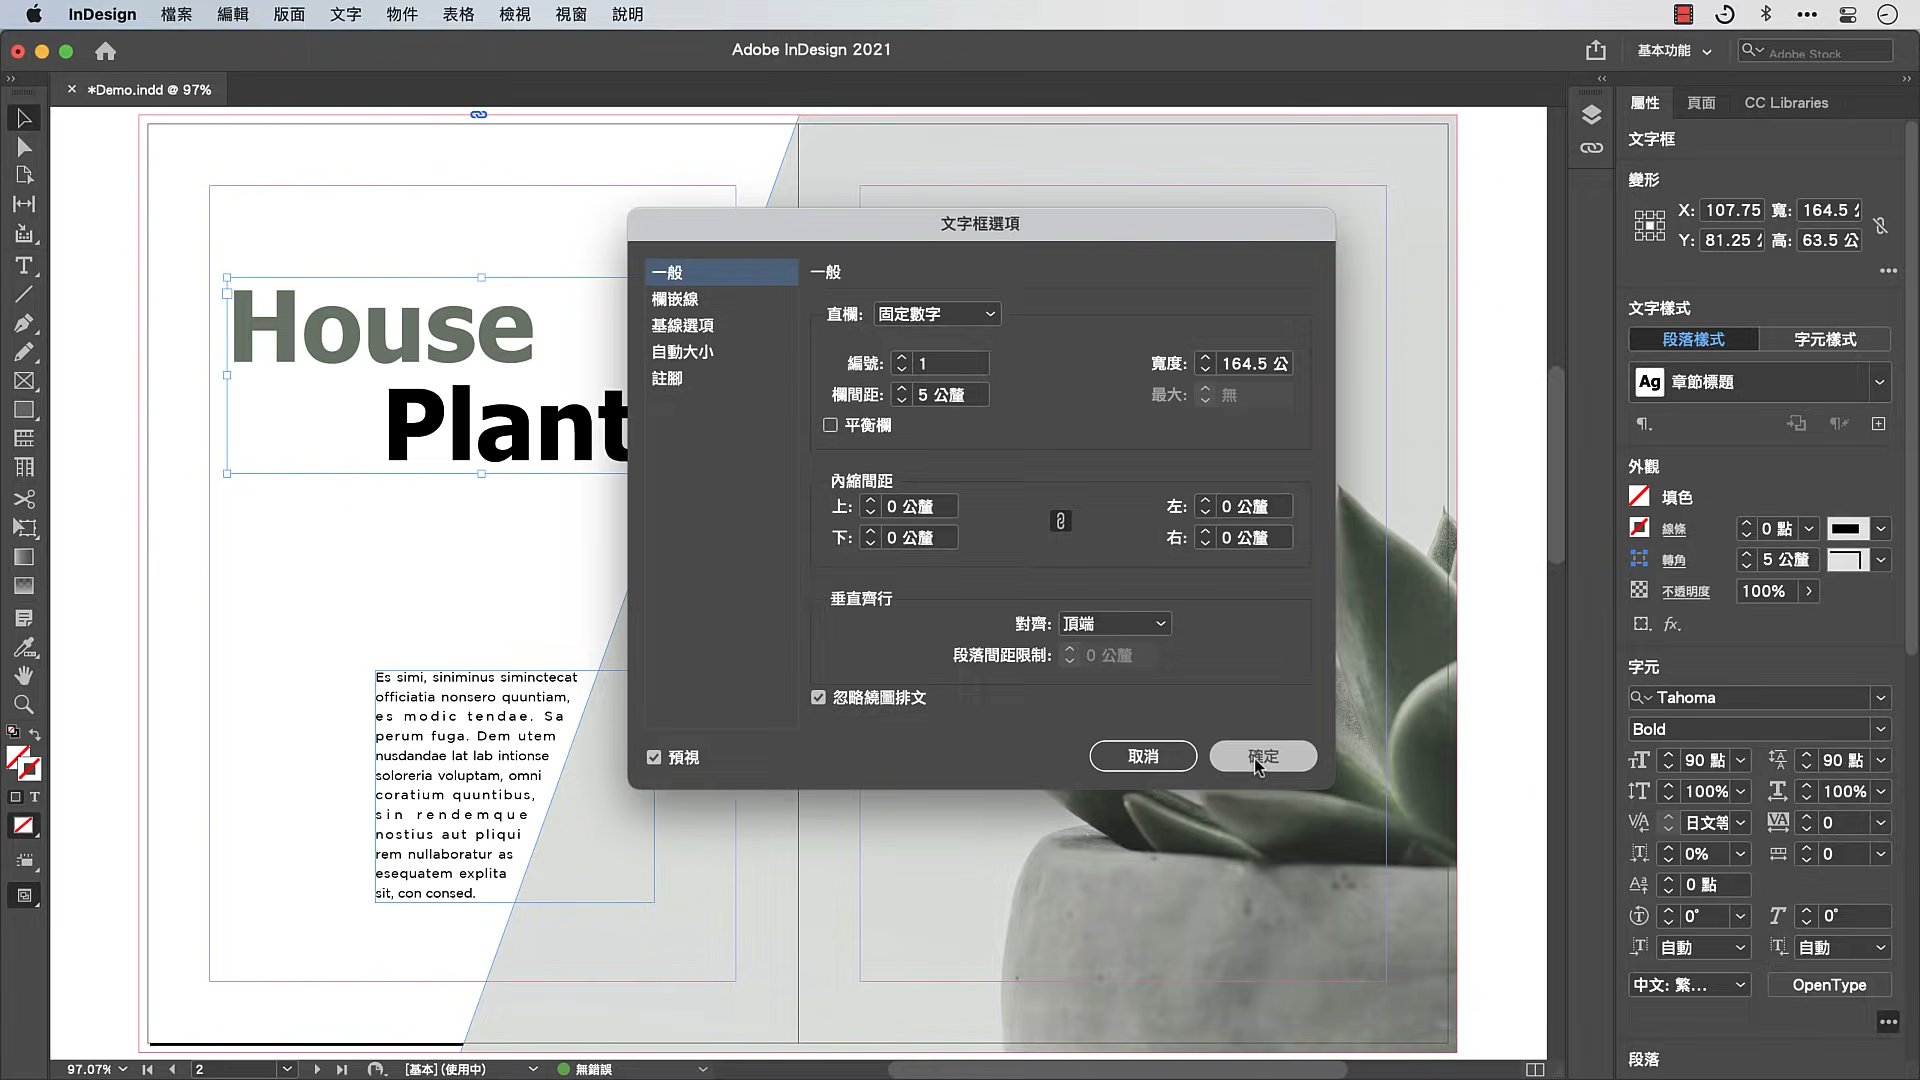 InDesign 檔案 編輯 版面 文字 物件 表格 檢視 視窗 說明
Adobe InDesign 2021
基本功能
Adobe Stock
*Demo.indd @ 97%
House
Plant
Es simi, siniminus siminctecat
officiatia nonsero quuntiam,
es modic tendae. Sa
perum fuga. Dem utem
nusdandae lat lab intionse
soloreria voluptam, omni
coratium quuntibus,
sin rendemque
nostius aut pliqui
rem nullaboratur as
esequatem explita
sit, con consed.
文字框選項
一般
欄嵌線
基線選項
自動大小
註腳
一般
直欄: 固定數字
編號: 1 寬度: 164.5 公
欄間距: 5 公釐 最大: 無
平衡欄
內縮間距
上: 0 公釐 左: 0 公釐
下: 0 公釐 右: 0 公釐
垂直齊行
對齊: 頂端
段落間距限制: 0 公釐
忽略繞圖排文
預視 取消 確定
屬性 頁面 CC Libraries
文字框
變形
X: 107.75 寬: 164.5
Y: 81.25 高: 63.5 公
文字樣式
段落樣式 字元樣式
Ag 章節標題
外觀
填色
線條 0 點
轉角 5 公釐
不透明度 100%
fx.
字元
Tahoma
Bold
90 點 90 點
100% 100%
日文等 0
0% 0
0 點
0° 0°
自動 自動
中文: 繁... OpenType
段落
97.07% 2 [基本] (使用中) 無錯誤